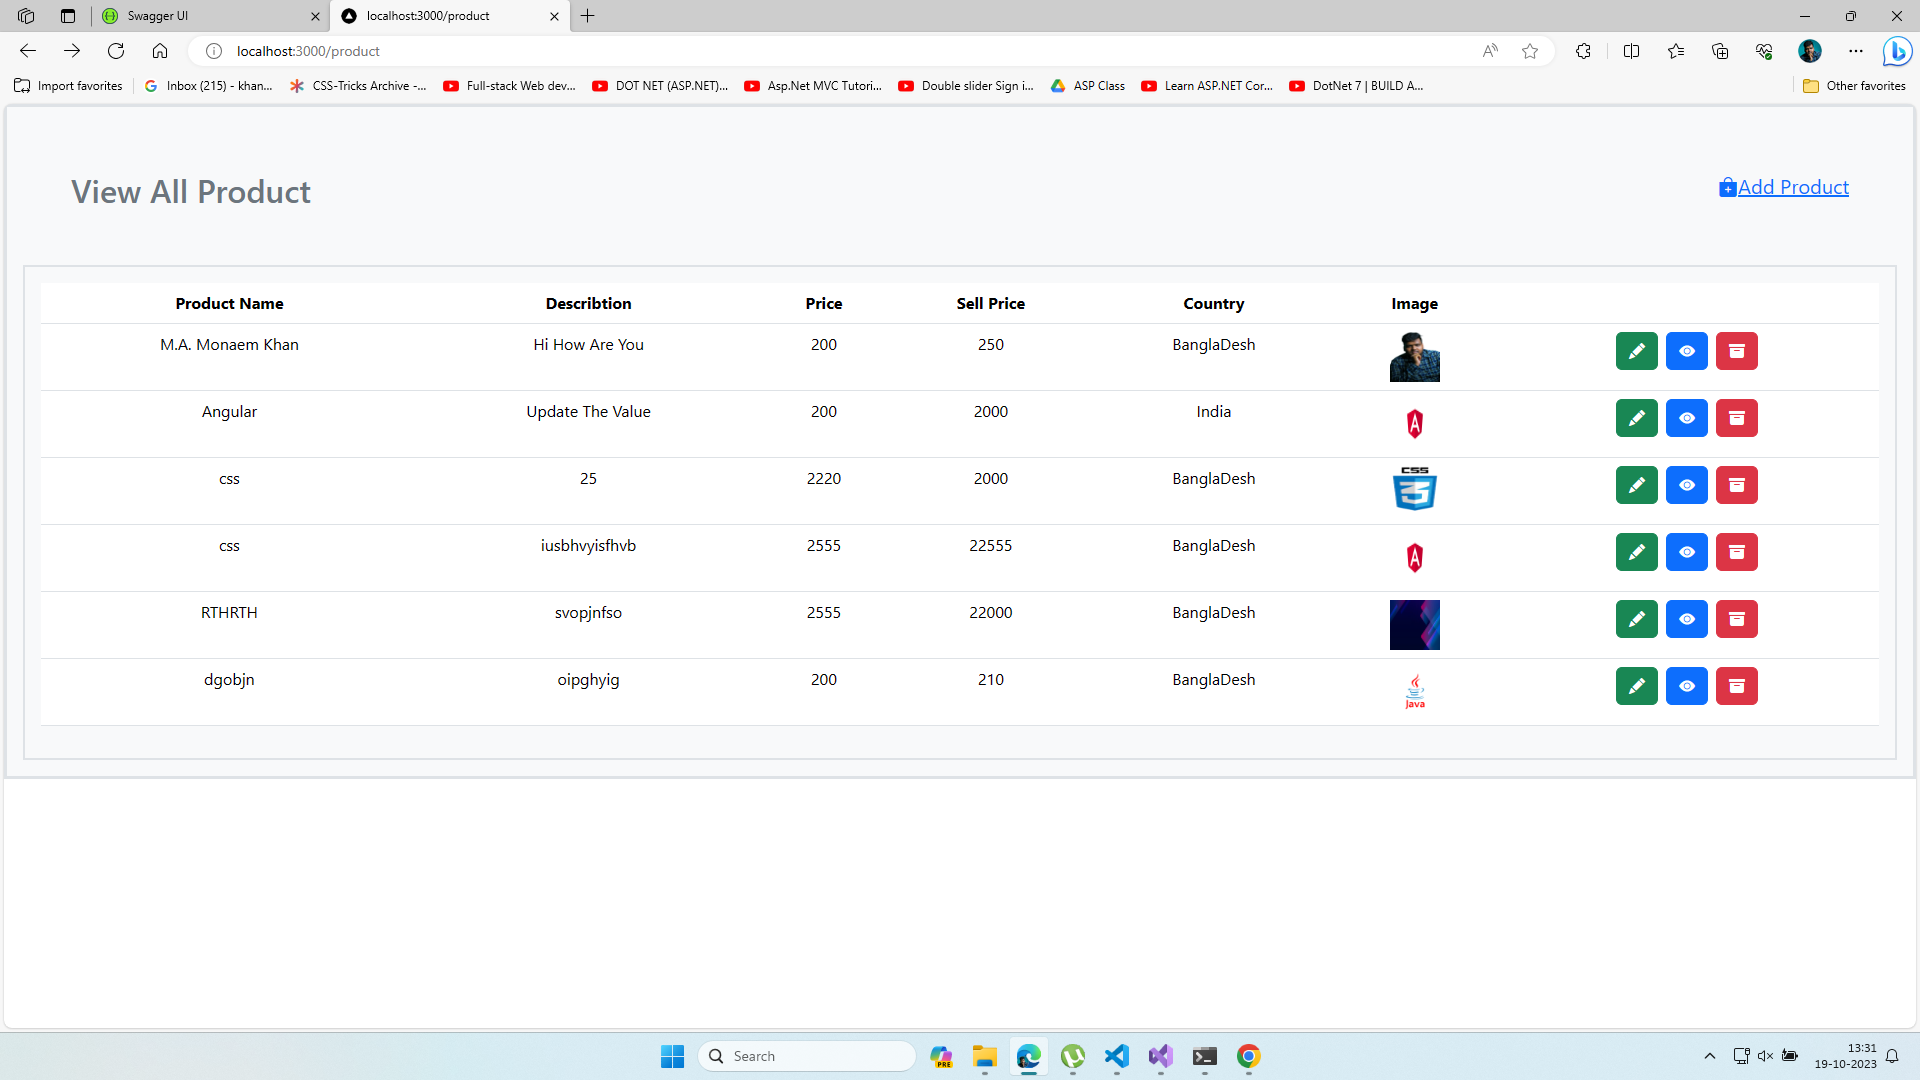 Swagger UI
localhost:3000/product
localhost:3000/product
Import favorites
Inbox (215) - khan...
CSS-Tricks Archive -...
Full-stack Web dev...
DOT NET (ASP.NET)...
Asp.Net MVC Tutori...
Double slider Sign i...
ASP Class
Learn ASP.NET Cor...
DotNet 7 | BUILD A...
Other favorites
View All Product
Add Product
Product Name Describtion Price Sell Price Country Image
M.A. Monaem Khan Hi How Are You 200 250 BanglaDesh
Angular Update The Value 200 2000 India
css 25 2220 2000 BanglaDesh
CSS
css iusbhvyisfhvb 2555 22555 BanglaDesh
RTHRTH svopjnfso 2555 22000 BanglaDesh
dgobjn oipghyig 200 210 BanglaDesh
Java
Search
PRE
13:31
19-10-2023